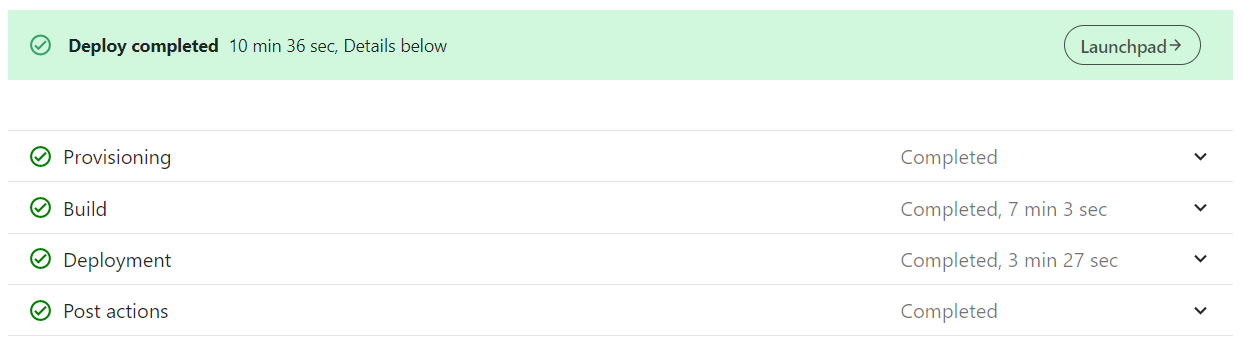 Deploy completed 10 min 36 sec, Details below Launchpad→
Provisioning Completed
Build Completed, 7 min 3 sec
Deployment Completed, 3 min 27 sec
Post actions Completed